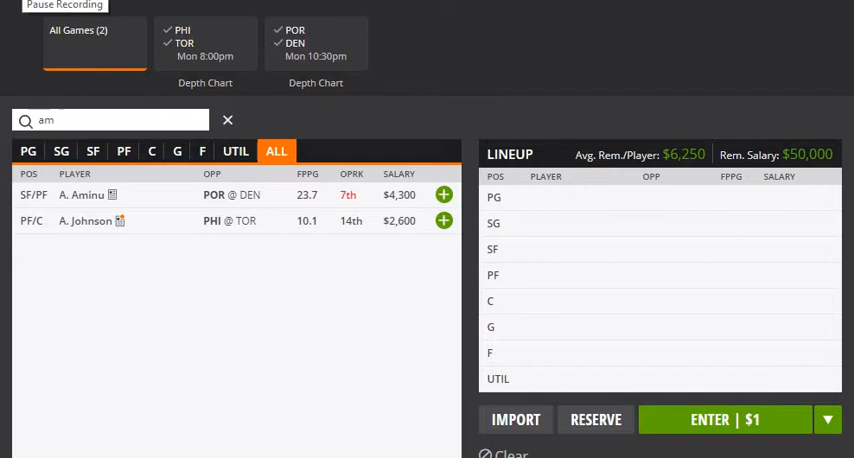 Pause Recording
All Games (2)
PHI
TOR
Mon 8:00pm
POR
DEN
Mon 10:30pm
Depth Chart
Depth Chart
am
PG SG SF PF C G F UTIL ALL
POS PLAYER OPP FPPG OPRK SALARY
SF/PF A. Aminu POR @ DEN 23.7 7th $4,300
PF/C A. Johnson PHI @ TOR 10.1 14th $2,600
LINEUP Avg. Rem./Player: $6,250 Rem. Salary: $50,000
POS PLAYER OPP FPPG SALARY
PG
SG
SF
PF
C
G
F
UTIL
IMPORT RESERVE ENTER | $1
Clear